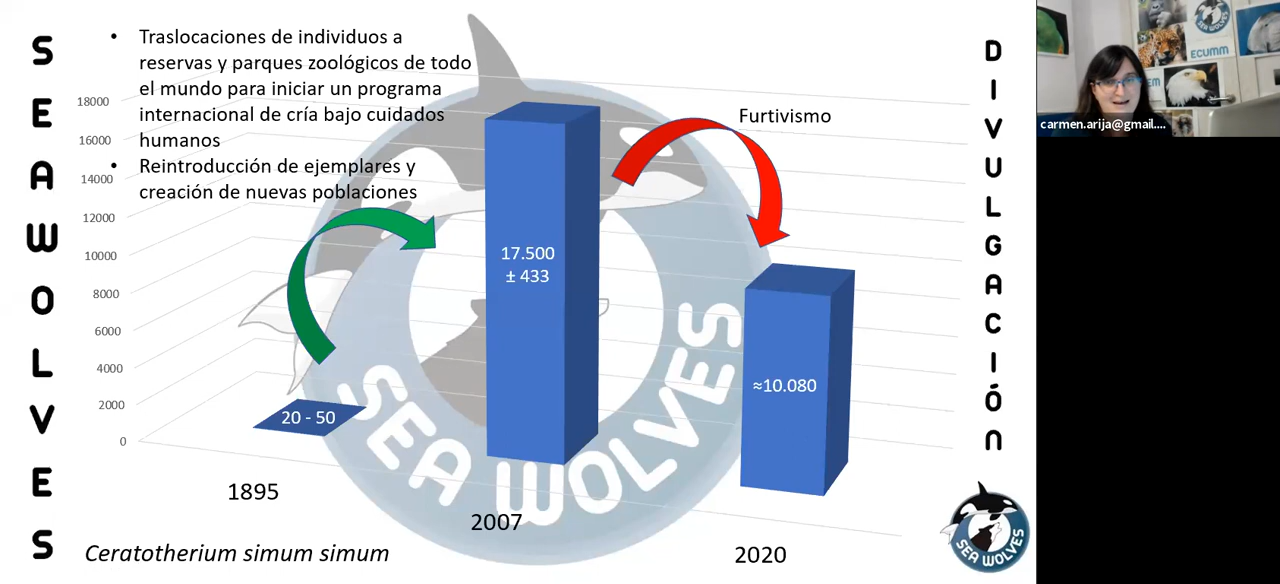 SEA WOLVES
• Traslocaciones de individuos a
reservas y parques zoológicos de todo
el mundo para iniciar un programa
internacional de cría bajo cuidados
humanos
• Reintroducción de ejemplares y
creación de nuevas poblaciones
18000
16000
14000
12000
10000
8000
6000
4000
2000
0
Furtivismo
17.500
± 433
≈10.080
20 - 50
1895
2007
2020
Ceratotherium simum simum
SEA WOLVES
DIVULGACIÓN
SEA WOLVES
ECUMM
carmen.arija@gmail....